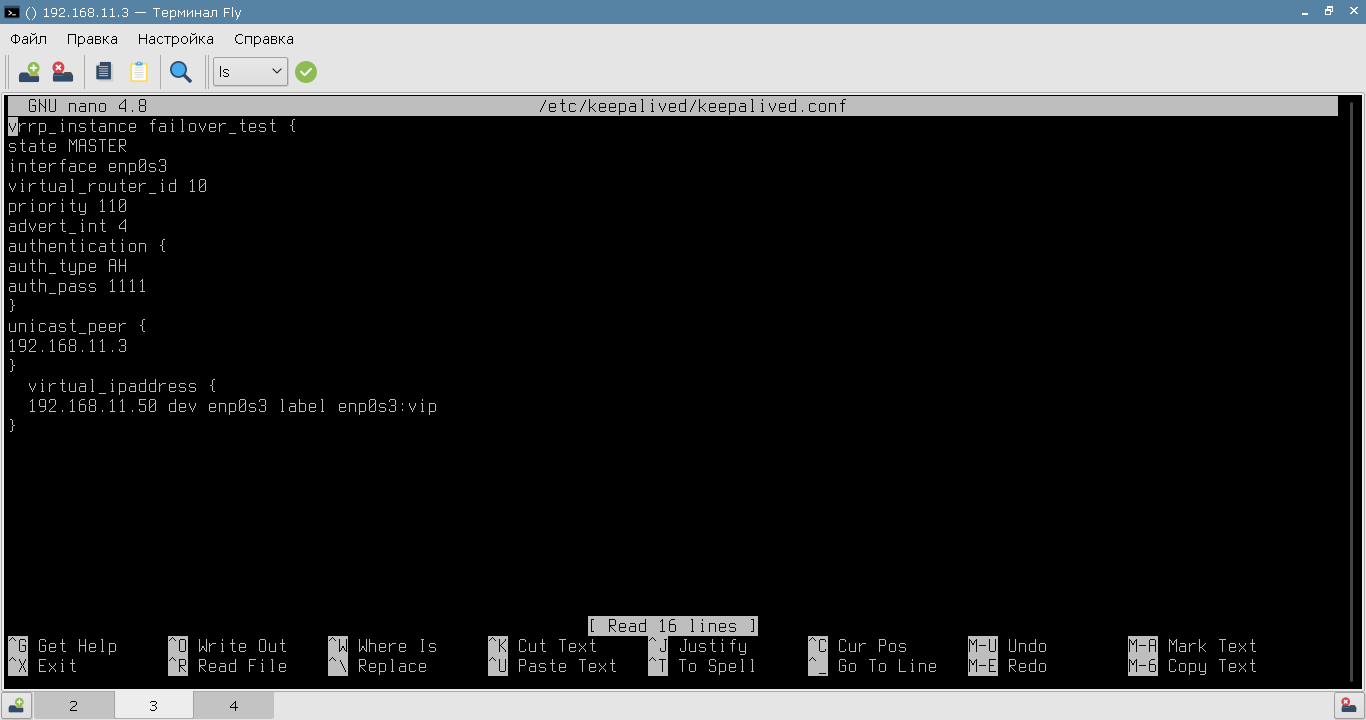 () 192.168.11.3 — Терминал Fly
Файл Правка Настройка Справка
ls
GNU nano 4.8 /etc/keepalived/keepalived.conf
vrrp_instance failover_test {
state MASTER
interface enp0s3
virtual_router_id 10
priority 110
advert_int 4
authentication {
auth_type AH
auth_pass 1111
}
unicast_peer {
192.168.11.3
}
virtual_ipaddress {
192.168.11.50 dev enp0s3 label enp0s3:vip
}
[ Read 16 lines ]
^G Get Help ^O Write Out ^W Where Is ^K Cut Text ^J Justify ^C Cur Pos M-U Undo M-A Mark Text
^X Exit ^R Read File ^\ Replace ^U Paste Text ^T To Spell ^_ Go To Line M-E Redo M-6 Copy Text
2 3 4